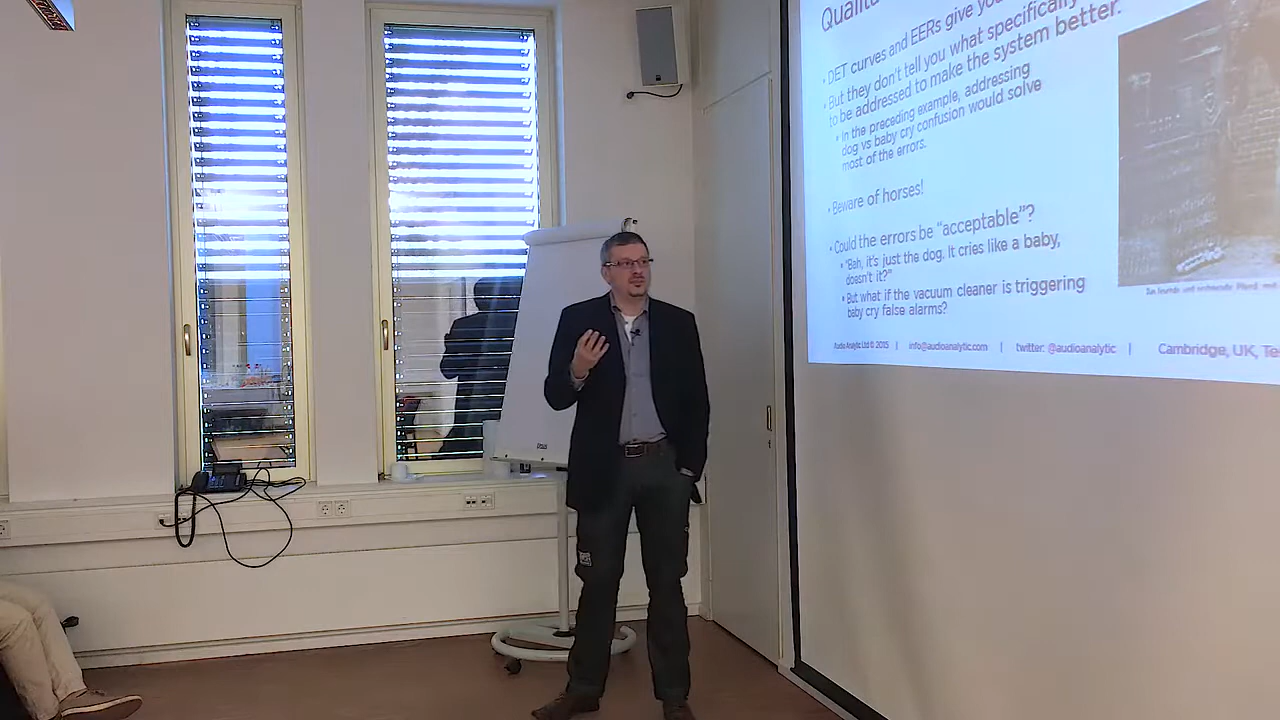 DET curves and EERs give you
But they don't tell you what specifically
to be addressed to make the system better.
In the preceding example, addressing
dog vs baby cry confusion would solve
most of the errors.
Beware of horses!
Could the errors be "acceptable"?
"Bah, it's just the dog. It cries like a baby,
doesn't it?"
But what if the vacuum cleaner is triggering
baby cry false alarms?
Audio Analytic Ltd © 2015 | info@audioanalytic.com | twitter: @audioanalytic | Cambridge, UK,